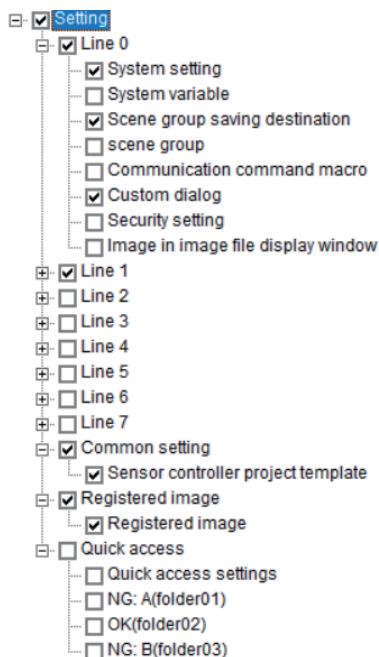 Setting
Line 0
System setting
System variable
Scene group saving destination
scene group
Communication command macro
Custom dialog
Security setting
Image in image file display window
Line 1
Line 2
Line 3
Line 4
Line 5
Line 6
Line 7
Common setting
Sensor controller project template
Registered image
Registered image
Quick access
Quick access settings
NG: A(folder01)
OK(folder02)
NG: B(folder03)